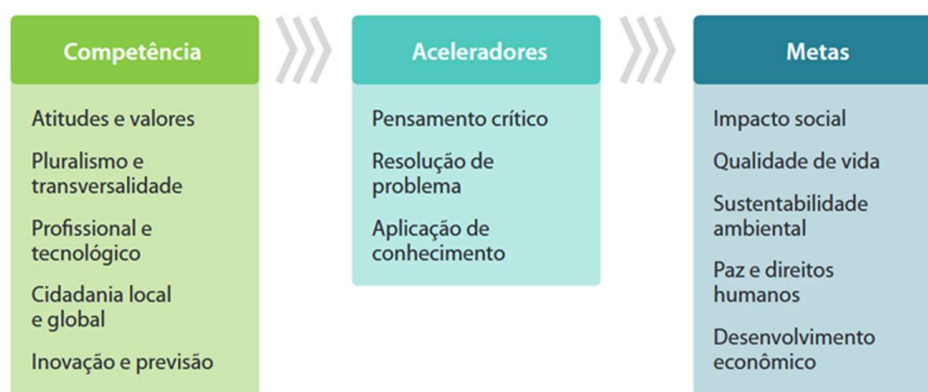 Competência
Atitudes e valores
Pluralismo e
transversalidade
Profissional e
tecnológico
Cidadania local
e global
Inovação e previsão
Aceleradores
Pensamento crítico
Resolução de
problema
Aplicação de
conhecimento
Metas
Impacto social
Qualidade de vida
Sustentabilidade
ambiental
Paz e direitos
humanos
Desenvolvimento
econômico